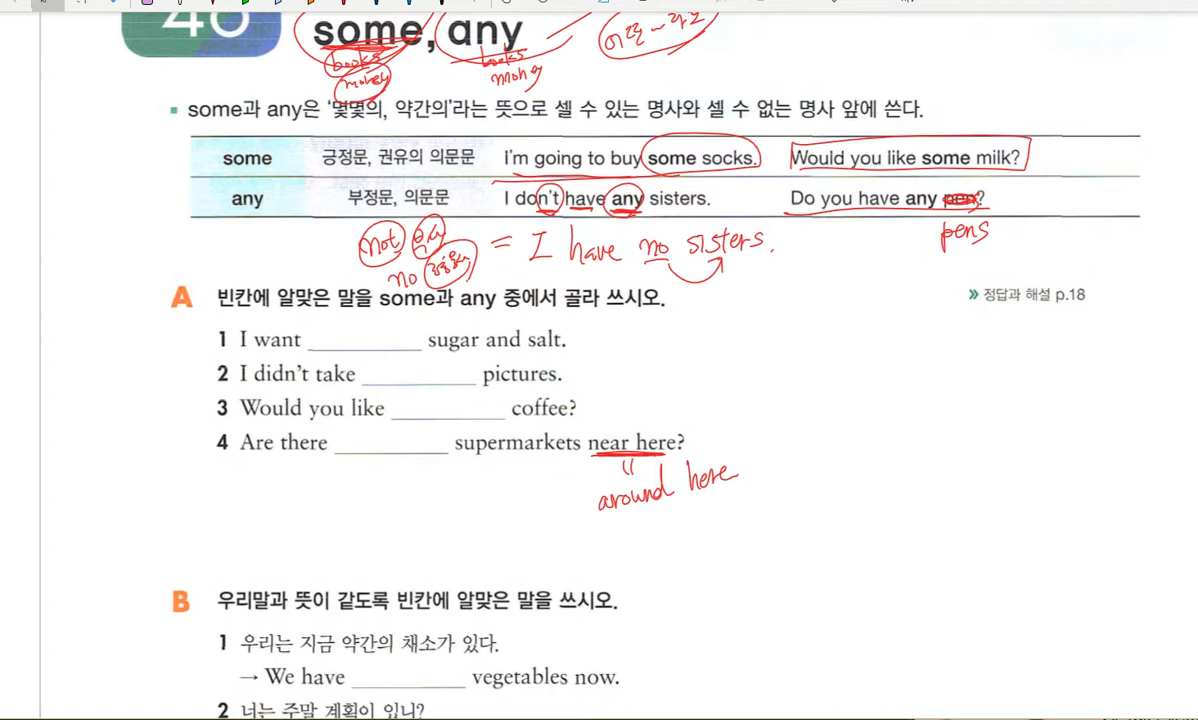 some, any
books
money
books
money
some과 any은 '몇몇의, 약간의'라는 뜻으로 셀 수 있는 명사와 셀 수 없는 명사 앞에 쓴다.
some 긍정문, 권유의 의문문 I'm going to buy some socks. Would you like some milk?
any 부정문, 의문문 I don't have any sisters. Do you have any pen?
pens
not 동사 = I have no sisters.
no
A 빈칸에 알맞은 말을 some과 any 중에서 골라 쓰시오. 정답과 해설 p.18
1 I want __________ sugar and salt.
2 I didn't take __________ pictures.
3 Would you like __________ coffee?
4 Are there __________ supermarkets near here?
around here
B 우리말과 뜻이 같도록 빈칸에 알맞은 말을 쓰시오.
1 우리는 지금 약간의 채소가 있다.
→ We have __________ vegetables now.
2 너는 주말 계획이 있니?